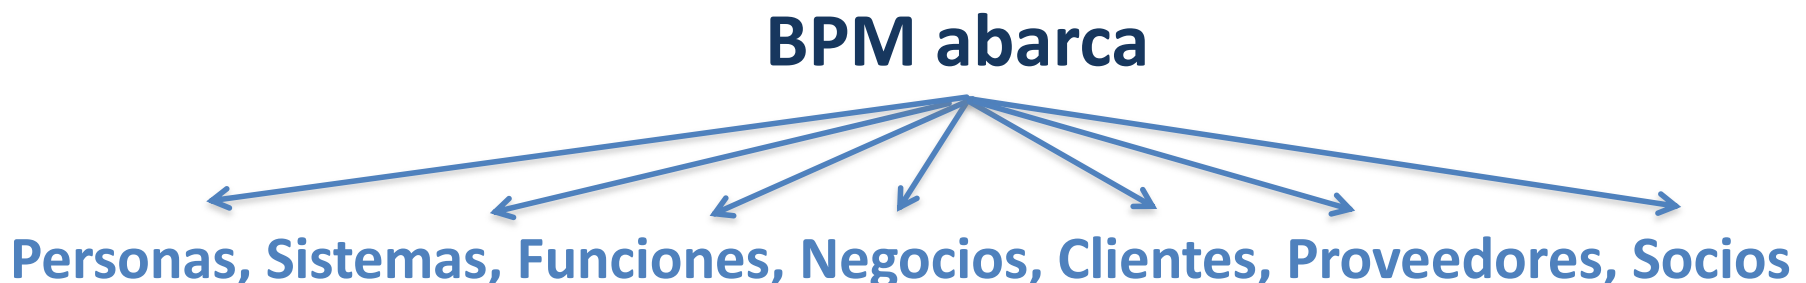 BPM abarca
Personas, Sistemas, Funciones, Negocios, Clientes, Proveedores, Socios